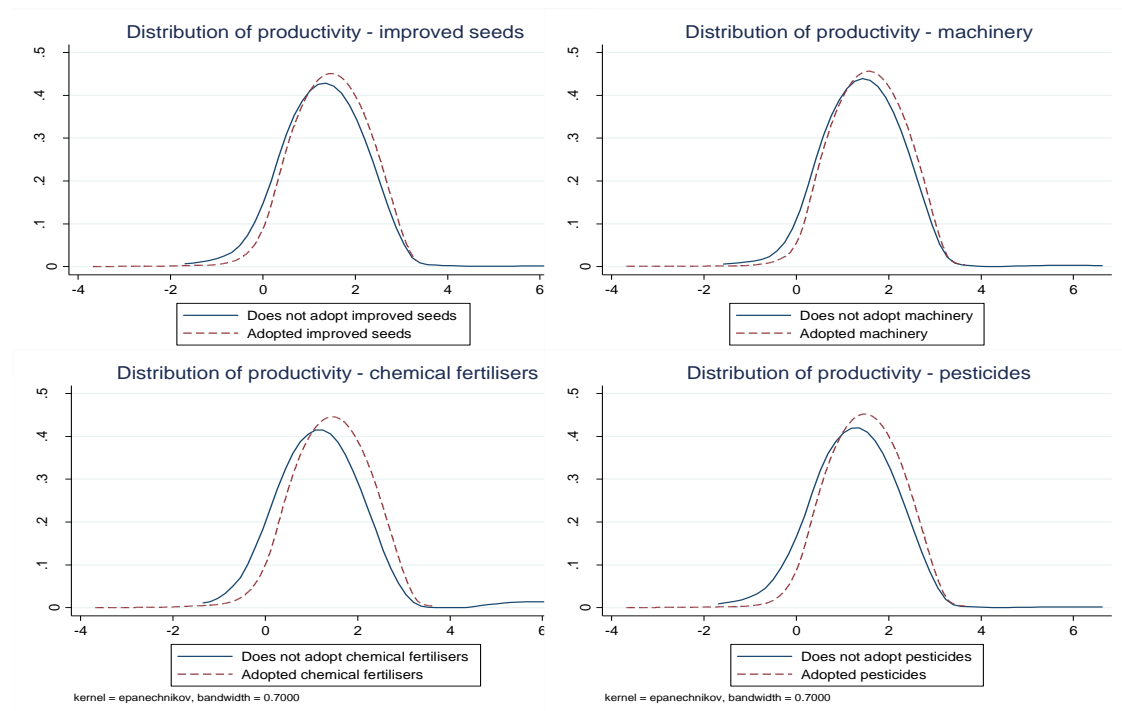 Distribution of productivity - improved seeds
.5
.4
.3
.2
.1
0
-4 -2 0 2 4 6
Does not adopt improved seeds
Adopted improved seeds
Distribution of productivity - machinery
.5
.4
.3
.2
.1
0
-4 -2 0 2 4 6
Does not adopt machinery
Adopted machinery
Distribution of productivity - chemical fertilisers
.5
.4
.3
.2
.1
0
-4 -2 0 2 4 6
Does not adopt chemical fertilisers
Adopted chemical fertilisers
kernel = epanechnikov, bandwidth = 0.7000
Distribution of productivity - pesticides
.5
.4
.3
.2
.1
0
-4 -2 0 2 4 6
Does not adopt pesticides
Adopted pesticides
kernel = epanechnikov, bandwidth = 0.7000